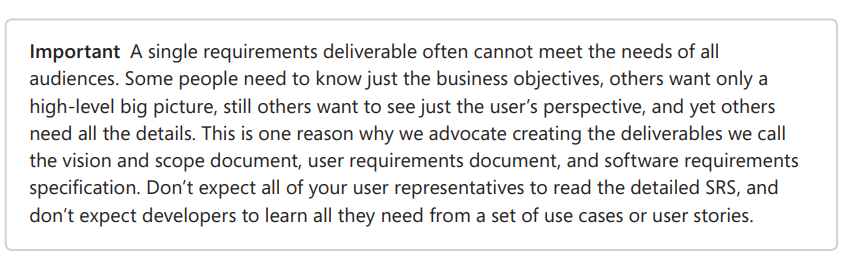 Important  A single requirements deliverable often cannot meet the needs of all
audiences. Some people need to know just the business objectives, others want only a
high-level big picture, still others want to see just the user’s perspective, and yet others
need all the details. This is one reason why we advocate creating the deliverables we call
the vision and scope document, user requirements document, and software requirements
specification. Don’t expect all of your user representatives to read the detailed SRS, and
don’t expect developers to learn all they need from a set of use cases or user stories.